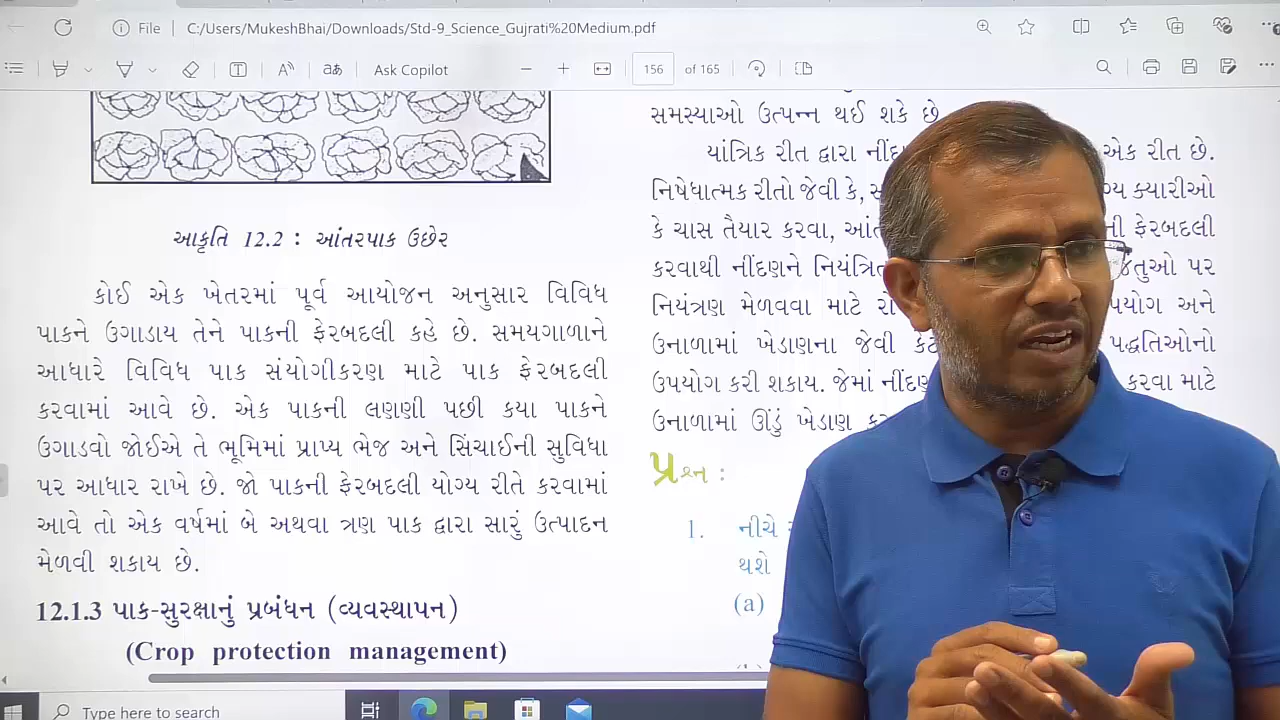 File
C:/Users/MukeshBhai/Downloads/Std-9_Science_Gujrati%20Medium.pdf
Ask Copilot
156 of 165
આકૃતિ 12.2 : આંતરપાક ઉછેર
કોઈ એક ખેતરમાં પૂર્વ આયોજન અનુસાર વિવિધ
પાકને ઉગાડાય તેને પાકની ફેરબદલી કહે છે. સમયગાળાને
આધારે વિવિધ પાક સંયોગીકરણ માટે પાક ફેરબદલી
કરવામાં આવે છે. એક પાકની લણણી પછી કયા પાકને
ઉગાડવો જોઈએ તે ભૂમિમાં પ્રાપ્ય ભેજ અને સિંચાઈની સુવિધા
પર આધાર રાખે છે. જો પાકની ફેરબદલી યોગ્ય રીતે કરવામાં
આવે તો એક વર્ષમાં બે અથવા ત્રણ પાક દ્વારા સારું ઉત્પાદન
મેળવી શકાય છે.
12.1.3 પાક-સુરક્ષાનું પ્રબંધન (વ્યવસ્થાપન)
(Crop protection management)
સમસ્યાઓ ઉત્પન્ન થઈ શકે છે
યાંત્રિક રીત દ્વારા એક રીત છે.
નિષેધાત્મક રીતો જેવી કે, ક્યારીઓ
કે ચાસ તૈયાર કરવા, ફેરબદલી
કરવાથી નીંદણને પર
નિયંત્રણ મેળવવા માટે અને
ઉનાળામાં ખેડાણના જેવી પદ્ધતિઓનો
ઉપયોગ કરી શકાય. જેમાં કરવા માટે
ઉનાળામાં ઊંડું ખેડાણ
પ્રશ્ન :
1. નીચે
થશે
(a)
Type here to search